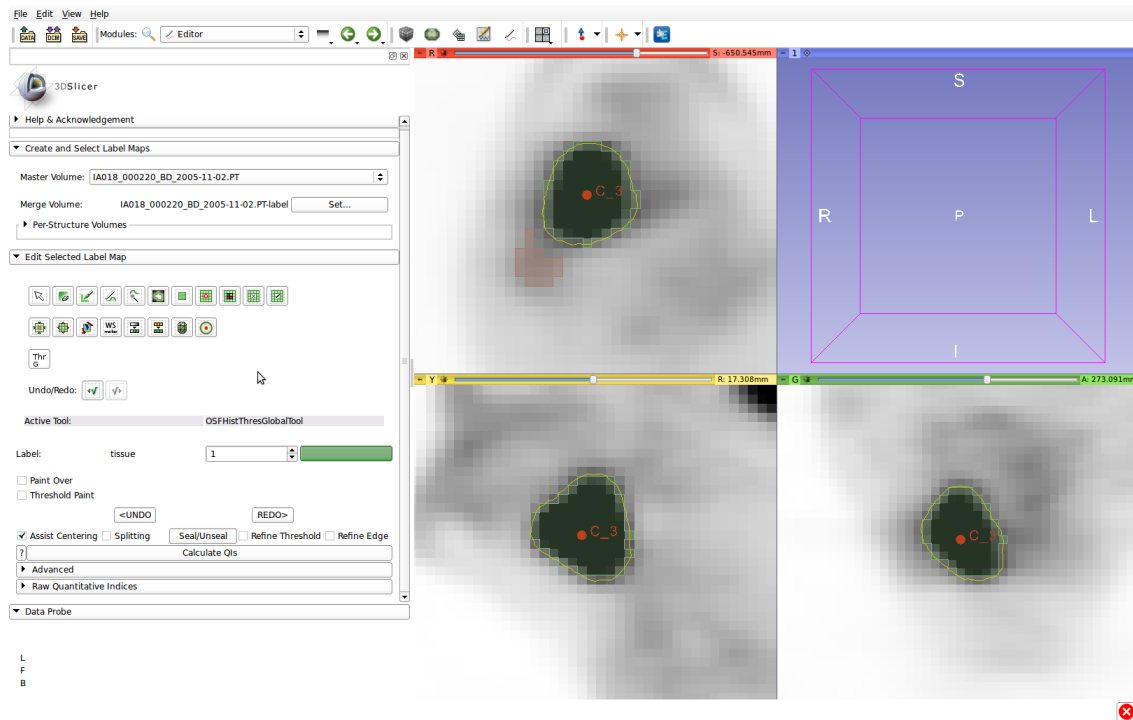 File Edit View Help
DATA DCM SAVE Modules: Editor
R S: -650.545mm 1
3DSlicer
Help & Acknowledgement
Create and Select Label Maps
Master Volume: IA018_000220_BD_2005-11-02.PT
Merge Volume: IA018_000220_BD_2005-11-02.PT-label Set...
Per-Structure Volumes
Edit Selected Label Map
WS marker
Thr G
Undo/Redo:
Active Tool: OSFHistThresGlobalTool
Label: tissue 1
Paint Over
Threshold Paint
<UNDO REDO>
Assist Centering Splitting Seal/Unseal Refine Threshold Refine Edge
? Calculate QIs
Advanced
Raw Quantitative Indices
Data Probe
L
F
B
C_3
S
R P L
I
Y R: 17.308mm G A: 273.091mm
C_3
C_3